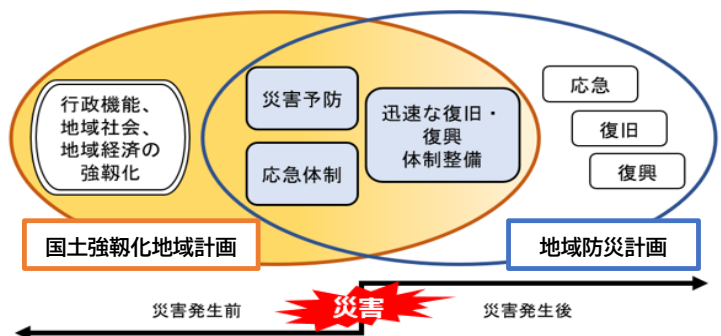 行政機能、
地域社会、
地域経済の
強靱化
災害予防
応急体制
迅速な復旧・
復興
体制整備
応急
復旧
復興
国土強靱化地域計画
地域防災計画
災害発生前
災害
災害発生後